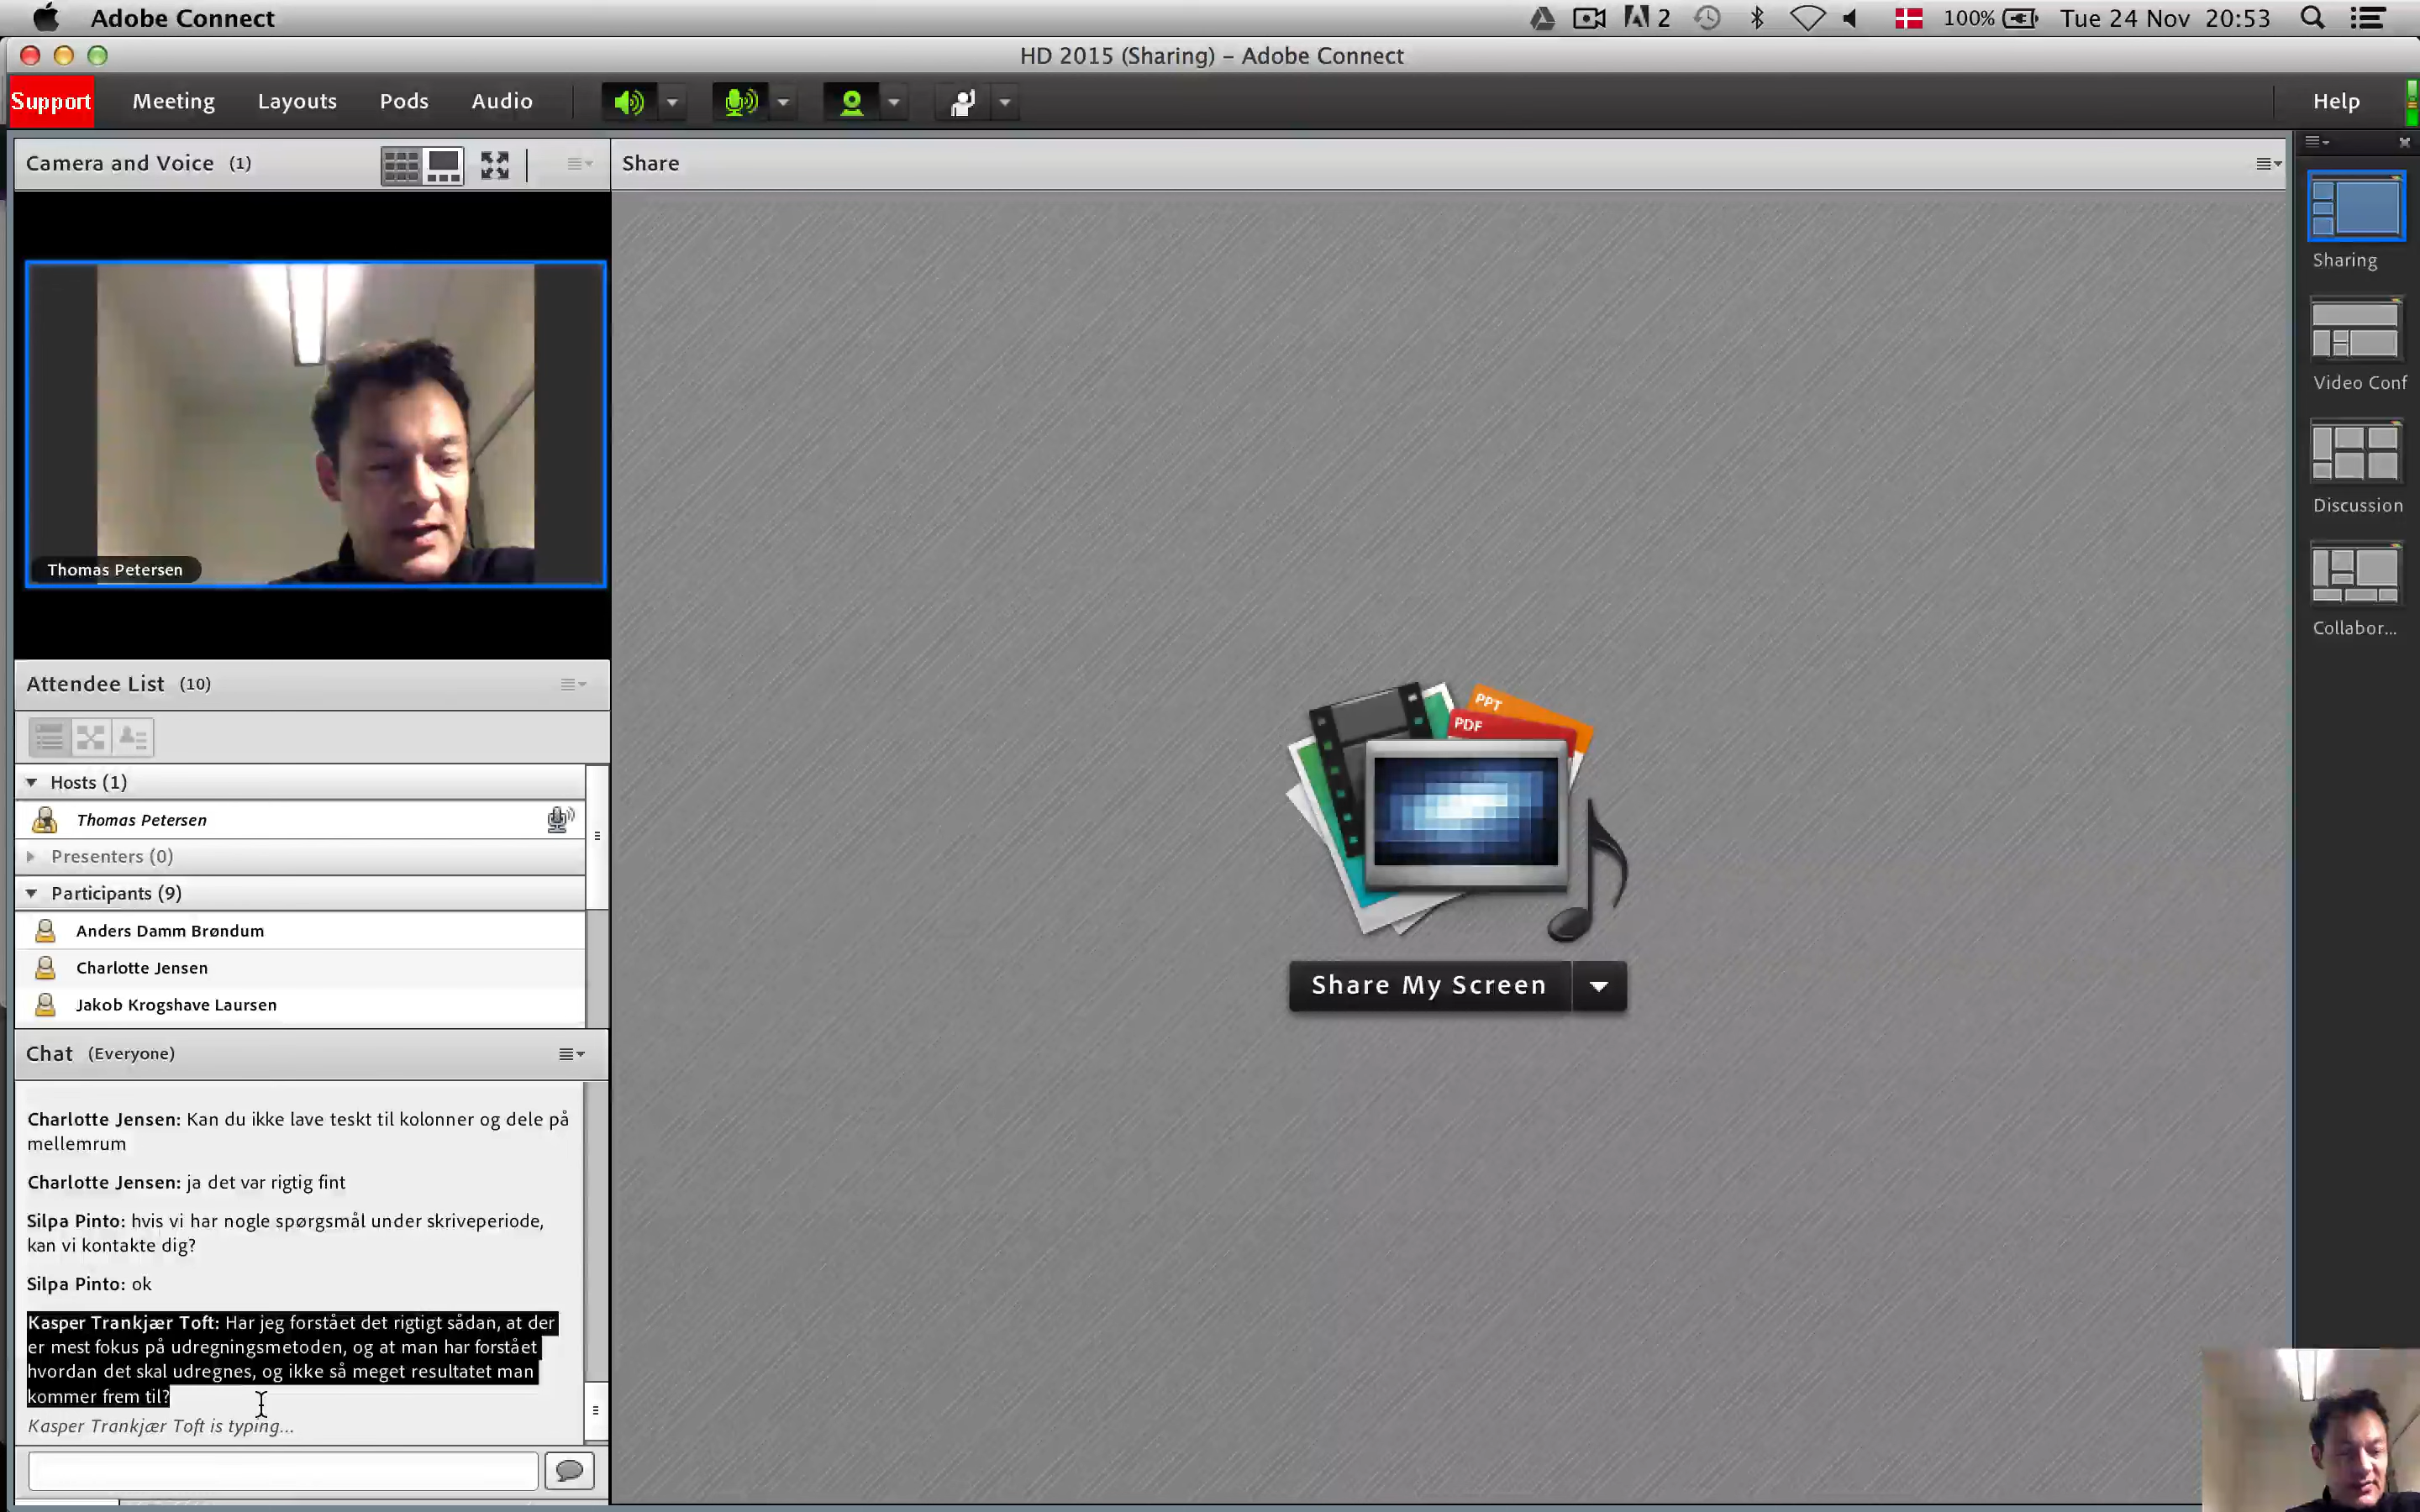 Adobe Connect
2
100%
Tue 24 Nov 20:53
HD 2015 (Sharing) – Adobe Connect
Support
Meeting
Layouts
Pods
Audio
Help
Camera and Voice (1)
Share
Thomas Petersen
Sharing
Video Conf
Discussion
Collabor...
Attendee List (10)
Hosts (1)
Thomas Petersen
Presenters (0)
Participants (9)
Anders Damm Brøndum
Charlotte Jensen
Jakob Krogshave Laursen
PPT
PDF
Share My Screen
Chat (Everyone)
Charlotte Jensen: Kan du ikke lave teskt til kolonner og dele på
mellemrum
Charlotte Jensen: ja det var rigtig fint
Silpa Pinto: hvis vi har nogle spørgsmål under skriveperiode,
kan vi kontakte dig?
Silpa Pinto: ok
Kasper Trankjær Toft: Har jeg forstået det rigtigt sådan, at der
er mest fokus på udregningsmetoden, og at man har forstået
hvordan det skal udregnes, og ikke så meget resultatet man
kommer frem til?
Kasper Trankjær Toft is typing...